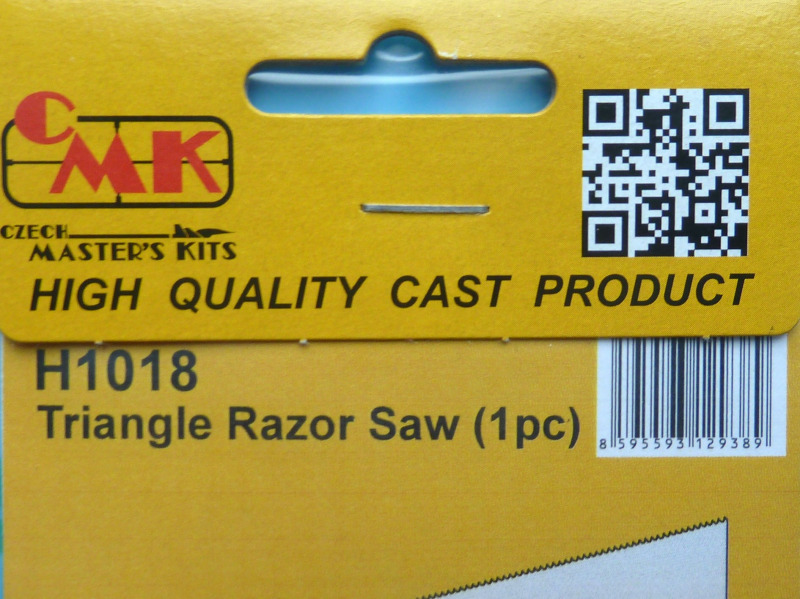 CMK
CZECH
MASTER'S KITS
HIGH QUALITY CAST PRODUCT
H1018
Triangle Razor Saw (1pc)
8 595593 129389